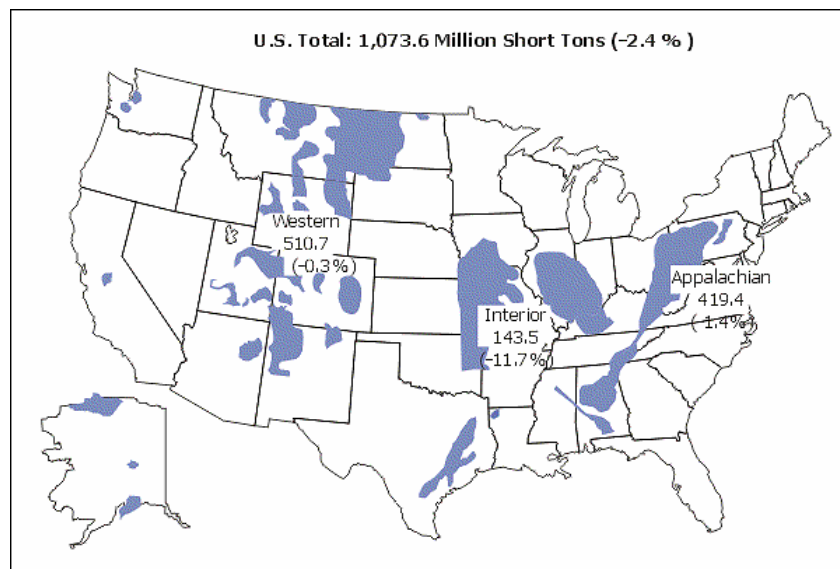 U.S. Total: 1,073.6 Million Short Tons (−2.4 % )
Western
510.7
(-0.3%)
Interior
143.5
(-11.7%)
Appalachian
419.4
( 1.4%)